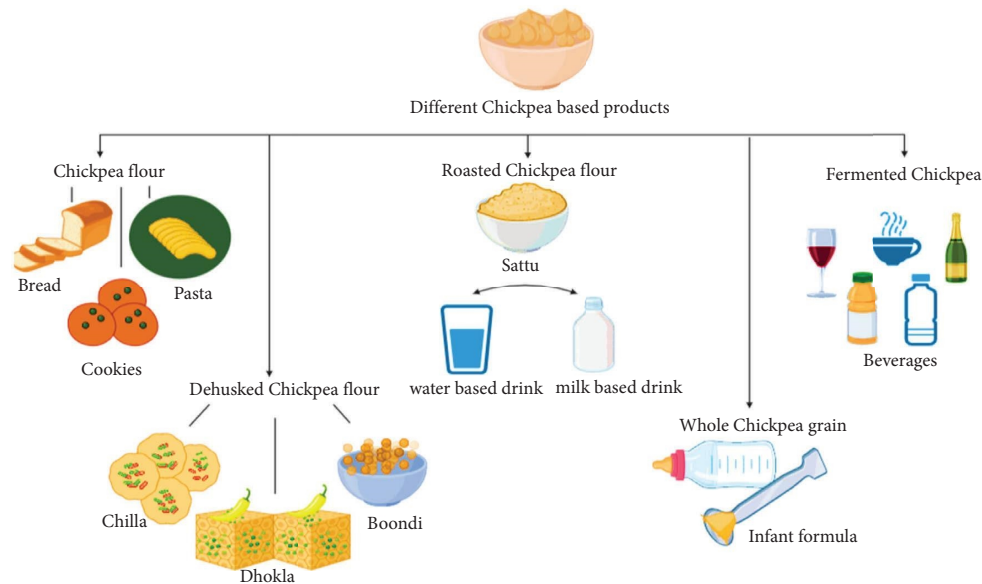 Different Chickpea based products
Chickpea flour
Roasted Chickpea flour
Fermented Chickpea
Bread
Pasta
Cookies
Sattu
water based drink
milk based drink
Beverages
Dehusked Chickpea flour
Chilla
Dhokla
Boondi
Whole Chickpea grain
Infant formula